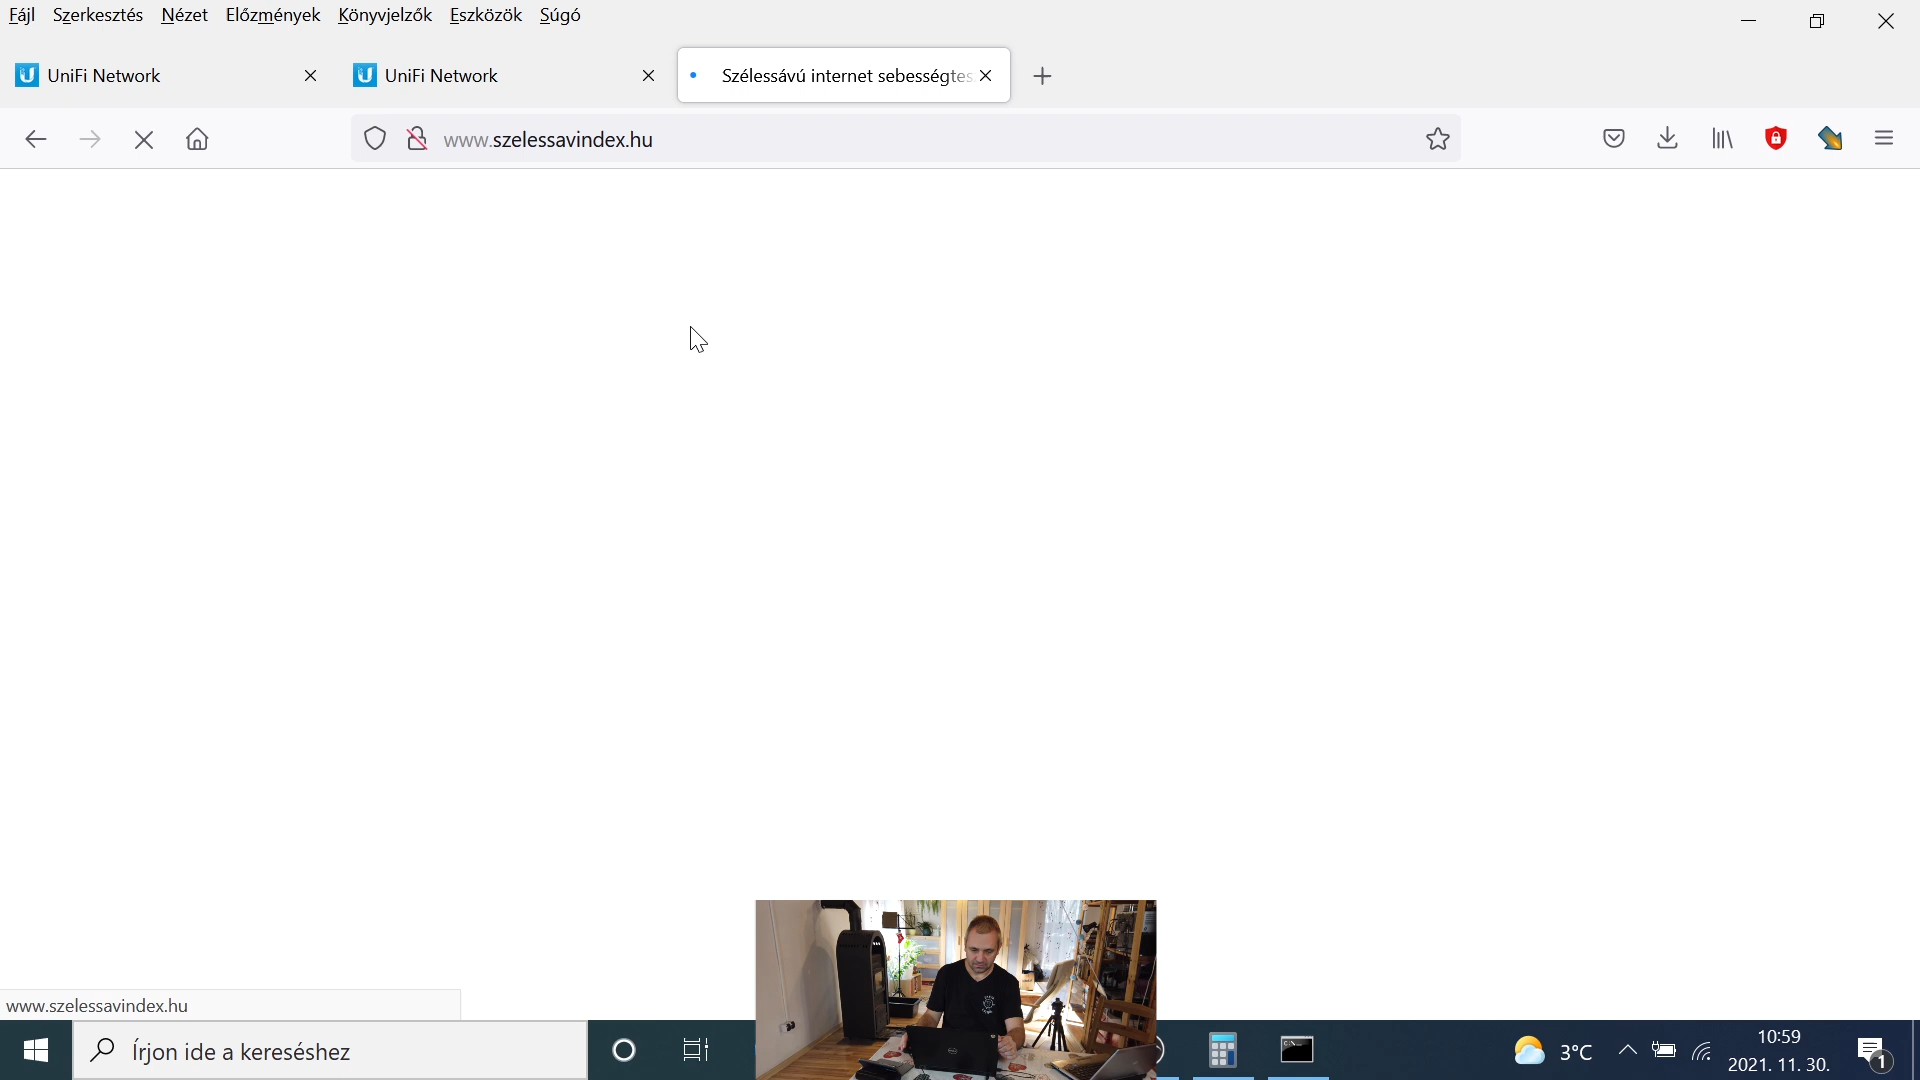 Fájl Szerkesztés Nézet Előzmények Könyvjelzők Eszközök Súgó
UniFi Network
UniFi Network
Szélessávú internet sebességtes
www.szelessavindex.hu
www.szelessavindex.hu
Írjon ide a kereséshez
3°C
10:59
2021. 11. 30.
1